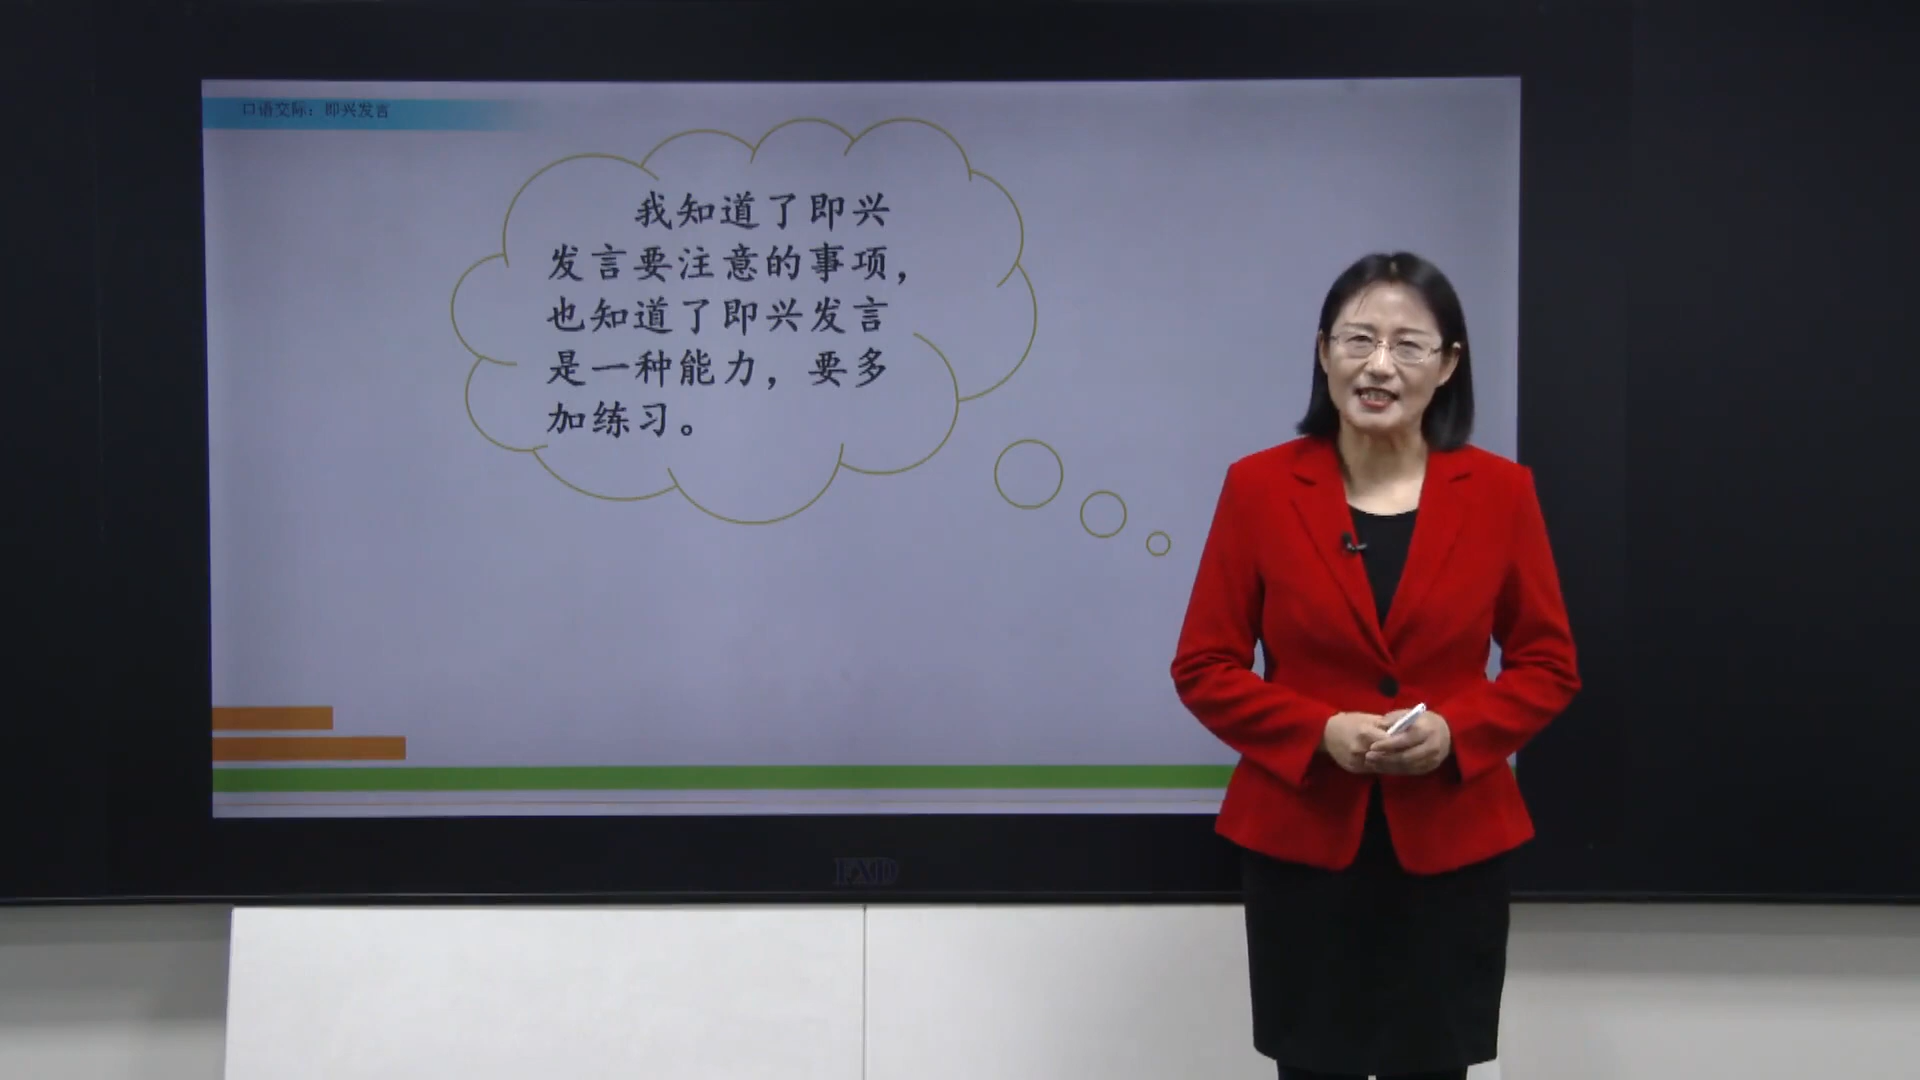 口语交际：即兴发言
我知道了即兴
发言要注意的事项，
也知道了即兴发言
是一种能力，要多
加练习。
FXD